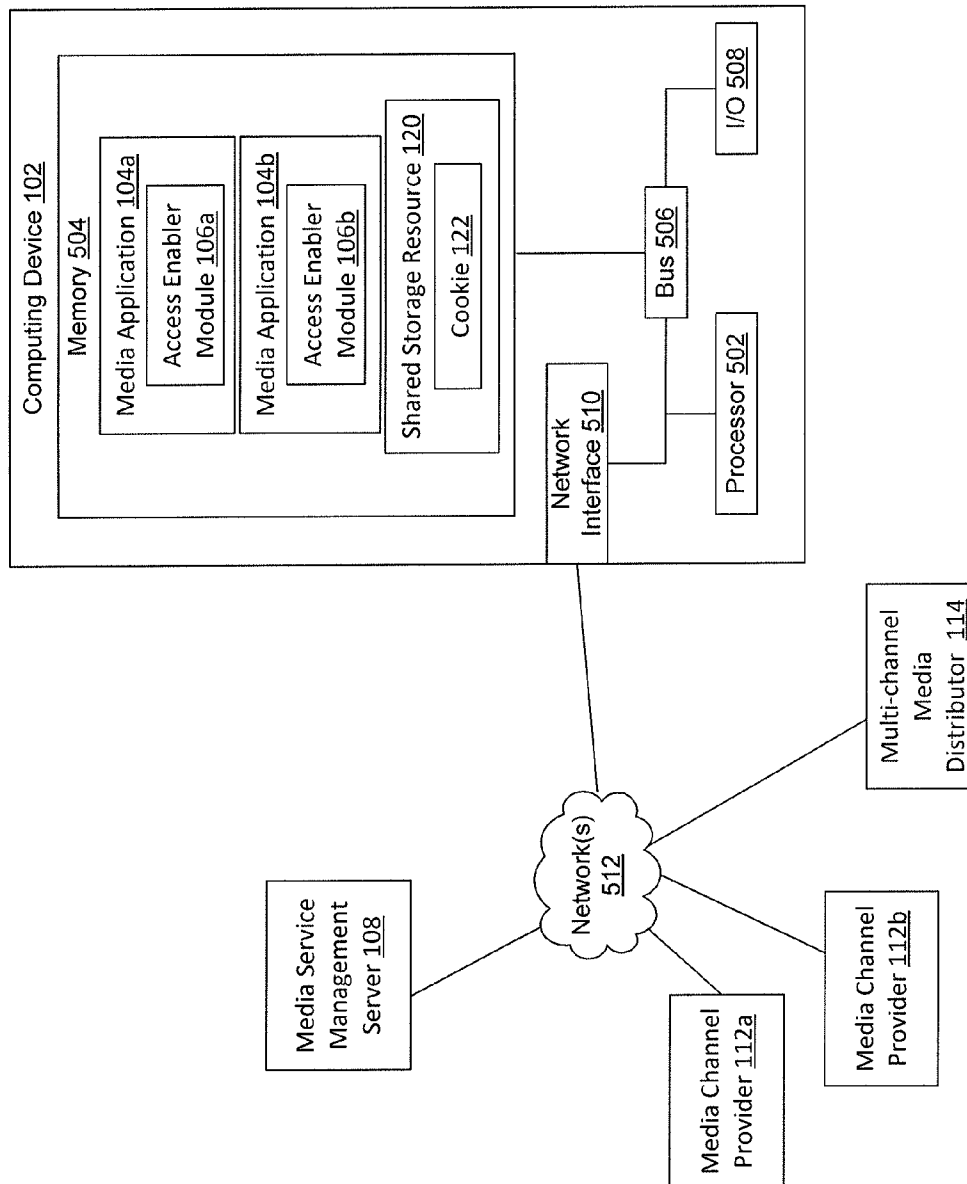 Computing Device 102
Memory 504
Media Application 104a
Access Enabler
Module 106a
Media Application 104b
Access Enabler
Module 106b
Shared Storage Resource 120
Cookie 122
Network
Interface 510
Bus 506
Processor 502
I/O 508
Media Service
Management
Server 108
Network(s)
512
Media Channel
Provider 112a
Media Channel
Provider 112b
Multi-channel
Media
Distributor 114